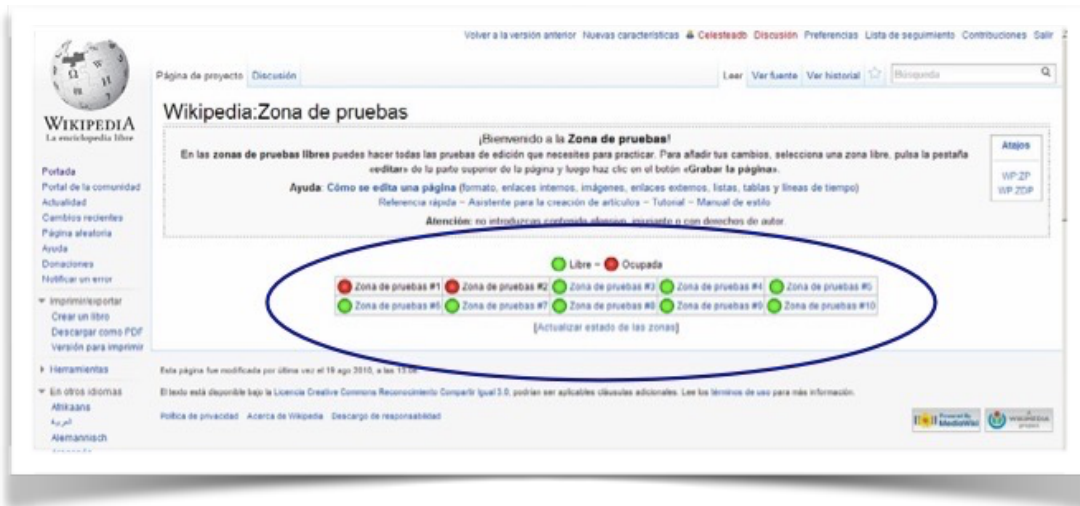 Volver a la versión anterior Nuevas características Celesteadb Discusión Preferencias Lista de seguimiento Contribuciones Salir
Página de proyecto Discusión Leer Ver fuente Ver historial Búsqueda
WIKIPEDIA
La enciclopedia libre
Wikipedia:Zona de pruebas
¡Bienvenido a la Zona de pruebas!
En las zonas de pruebas libres puedes hacer todas las pruebas de edición que necesites para practicar. Para añadir tus cambios, selecciona una zona libre, pulsa la pestaña
«editar» de la parte superior de la página y luego haz clic en el botón «Grabar la página».
Ayuda: Cómo se edita una página (formato, enlaces internos, imágenes, enlaces externos, listas, tablas y líneas de tiempo)
Referencia rápida – Asistente para la creación de artículos – Tutorial – Manual de estilo
Atención: no introduzcas contenido ofensivo, injuriante o con derechos de autor.
Atajos
WP:ZP
WP:ZDP
Portada
Portal de la comunidad
Actualidad
Cambios recientes
Página aleatoria
Ayuda
Donaciones
Notificar un error
Imprimir/exportar
Crear un libro
Descargar como PDF
Versión para imprimir
Herramientas
En otros idiomas
Afrikaans
العربية
Alemannisch
Libre – Ocupada
Zona de pruebas #1 Zona de pruebas #2 Zona de pruebas #3 Zona de pruebas #4 Zona de pruebas #5
Zona de pruebas #6 Zona de pruebas #7 Zona de pruebas #8 Zona de pruebas #9 Zona de pruebas #10
[Actualizar estado de las zonas]
Esta página fue modificada por última vez el 19 ago 2010, a las
El texto está disponible bajo la Licencia Creative Commons Reconocimiento Compartir Igual 3.0; podrían ser aplicables cláusulas adicionales. Lee los términos de uso para más información.
Política de privacidad Acerca de Wikipedia Descargo de responsabilidad
Powered By MediaWiki
WIKIMEDIA project